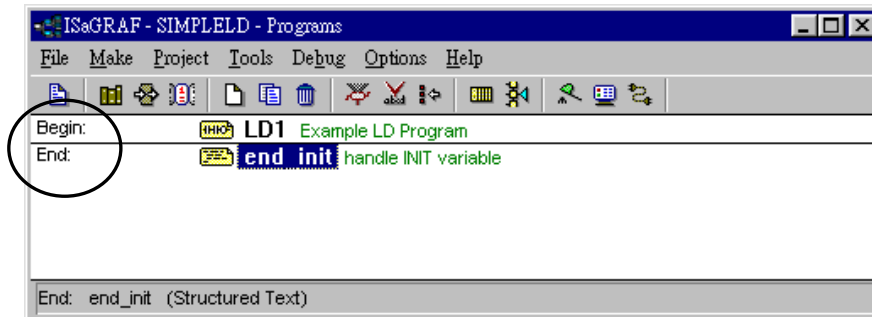 ISaGRAF - SIMPLELD - Programs
File Make Project Tools Debug Options Help
Begin: LD1 Example LD Program
End: end_init handle INIT variable
End: end_init (Structured Text)